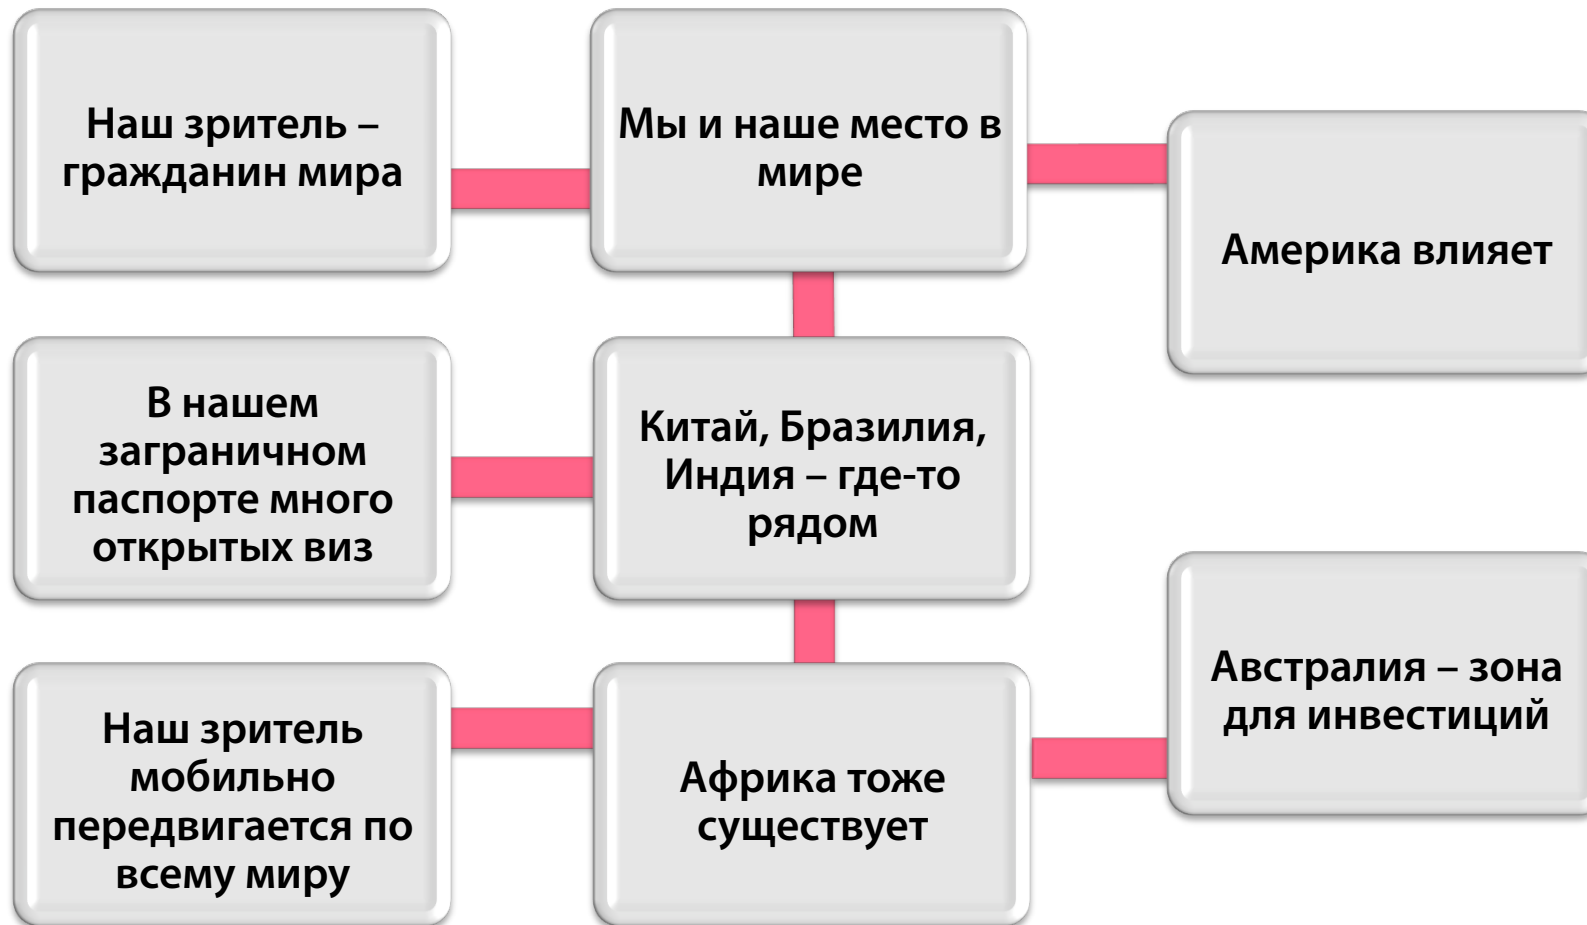 Наш зритель –
гражданин мира
Мы и наше место в
мире
Америка влияет
В нашем
заграничном
паспорте много
открытых виз
Китай, Бразилия,
Индия – где-то
рядом
Австралия – зона
для инвестиций
Наш зритель
мобильно
передвигается по
всему миру
Африка тоже
существует